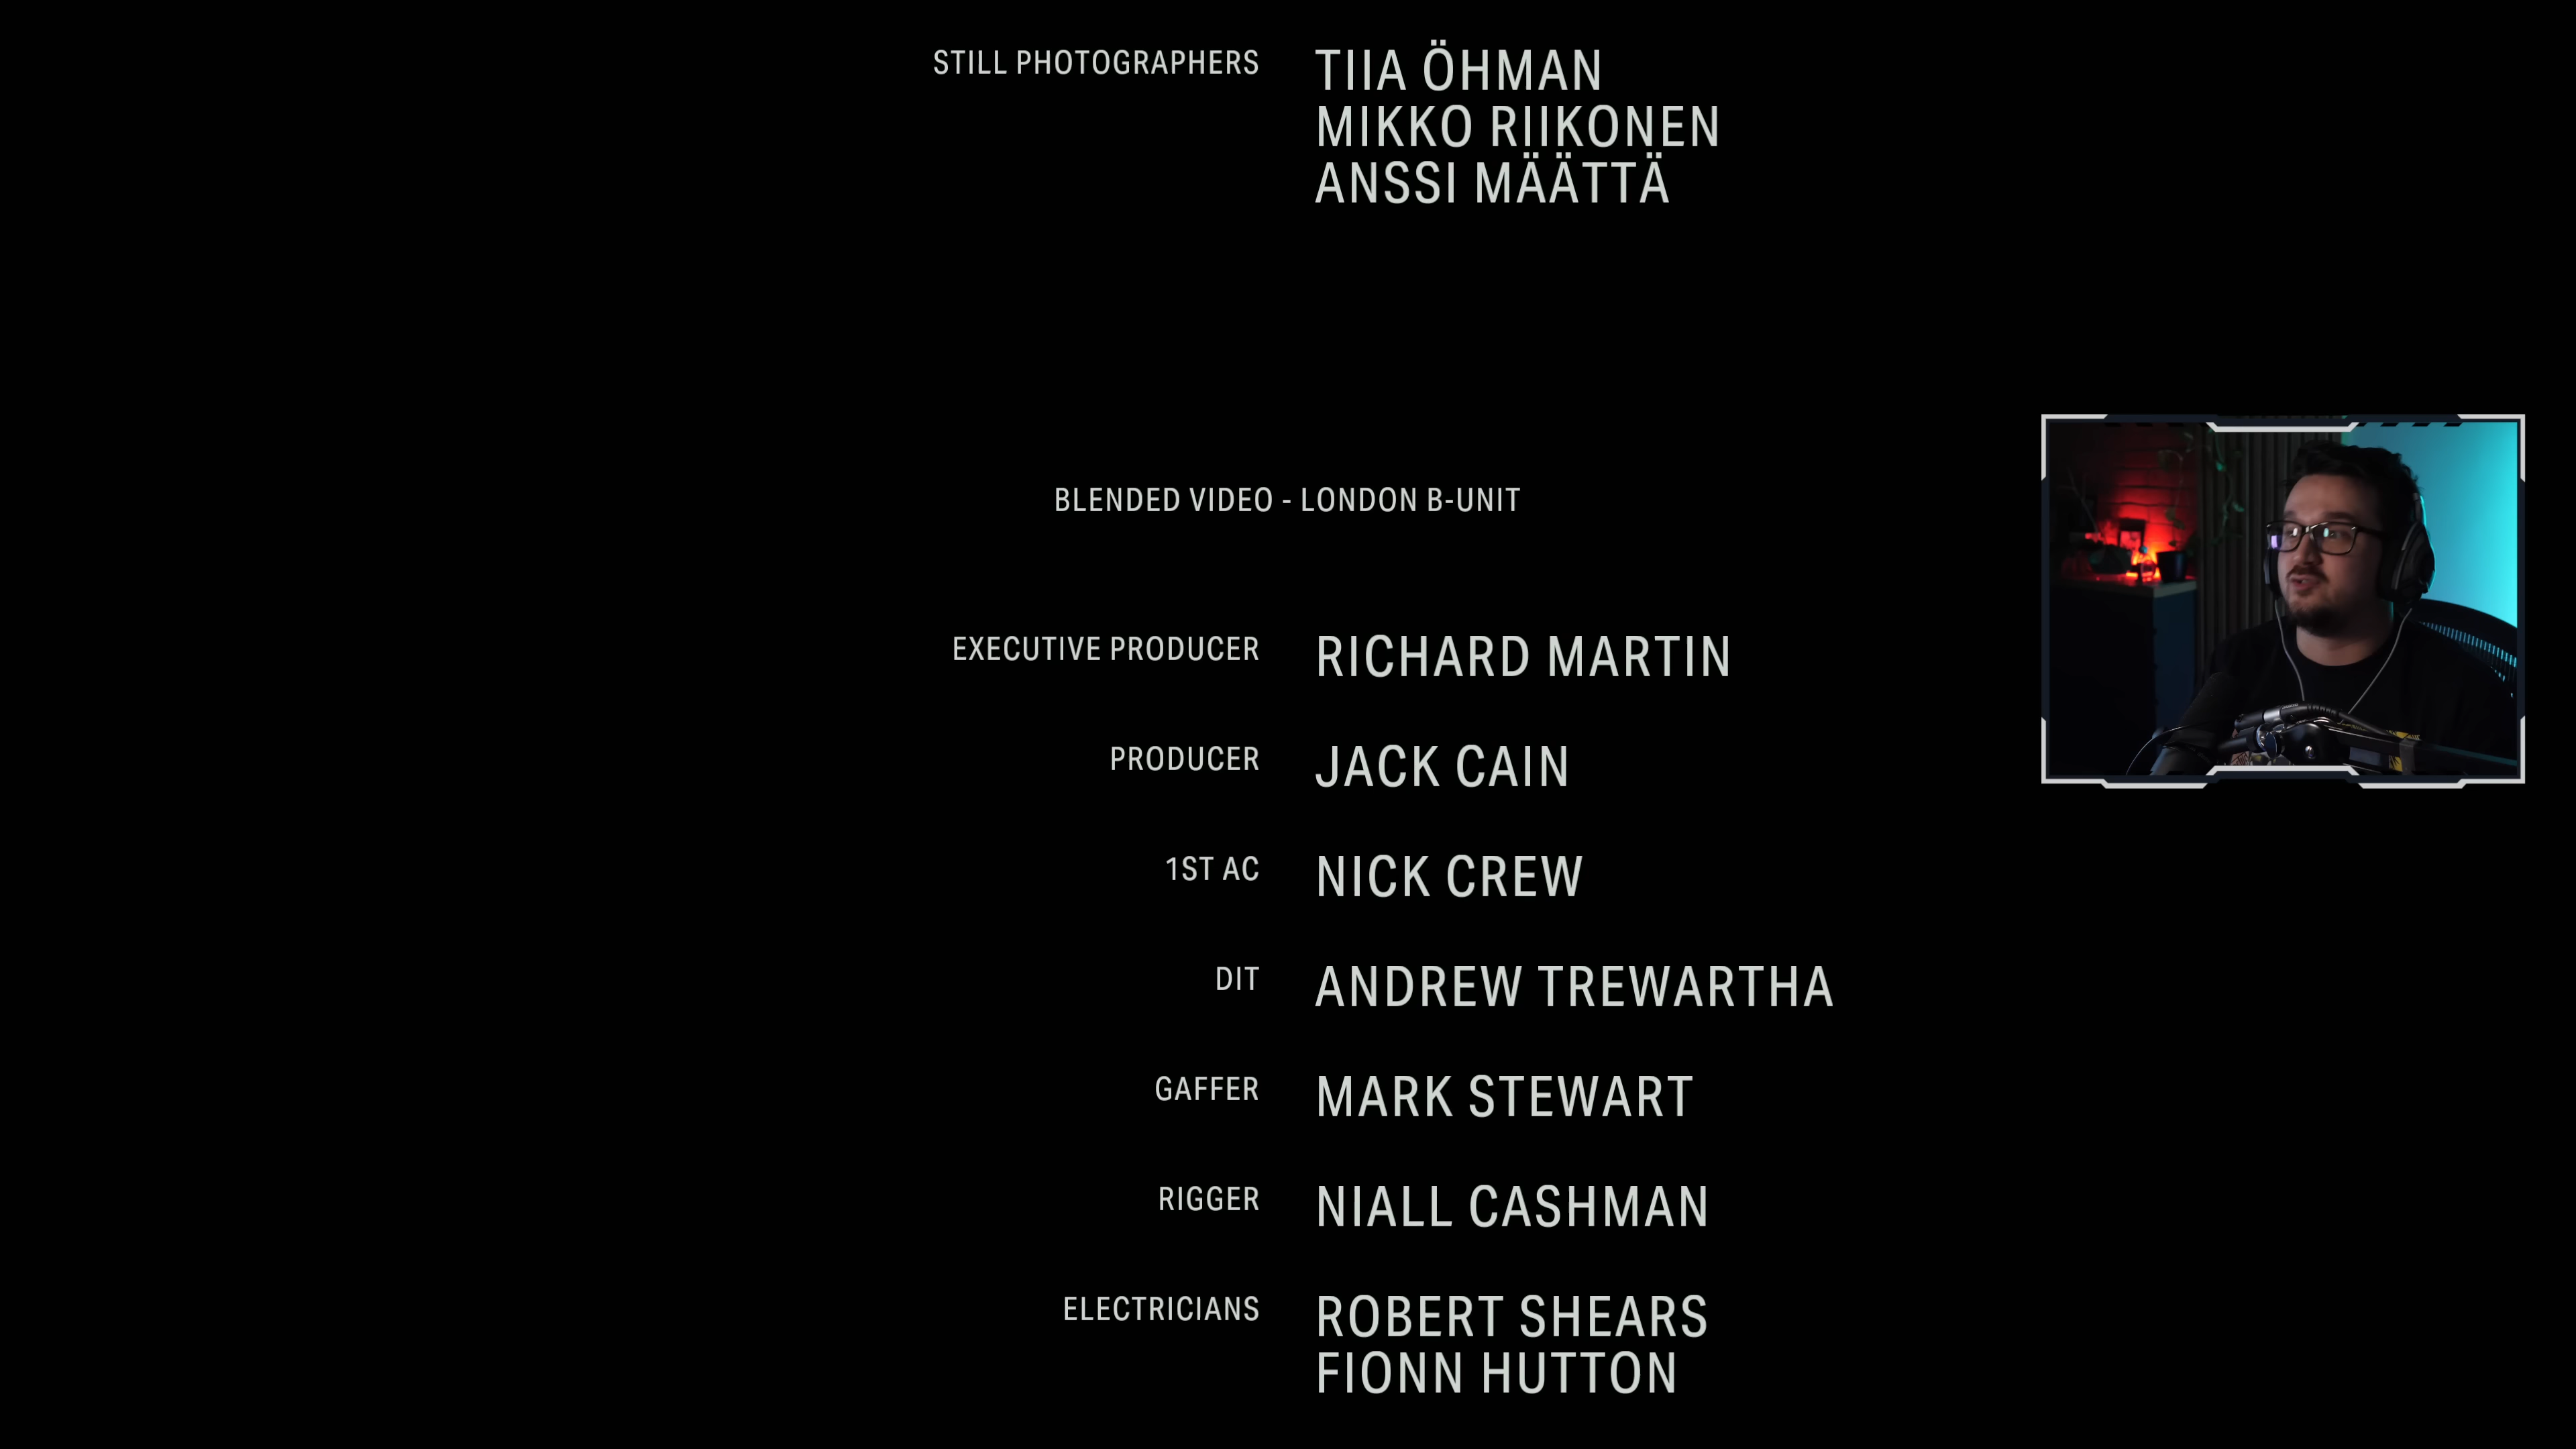 STILL PHOTOGRAPHERS TIIA ÖHMAN
MIKKO RIIKONEN
ANSSI MÄÄTTÄ
BLENDED VIDEO - LONDON B-UNIT
EXECUTIVE PRODUCER RICHARD MARTIN
PRODUCER JACK CAIN
1ST AC NICK CREW
DIT ANDREW TREWARTHA
GAFFER MARK STEWART
RIGGER NIALL CASHMAN
ELECTRICIANS ROBERT SHEARS
FIONN HUTTON